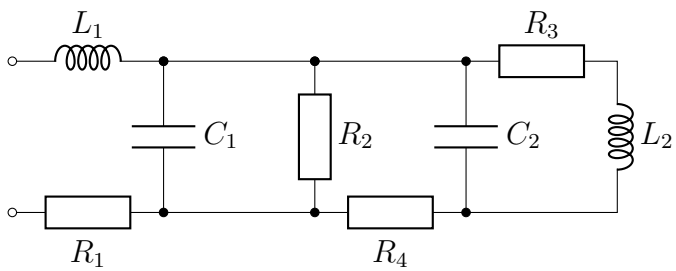 L₁
R₃
C₁
R₂
C₂
L₂
R₁
R₄